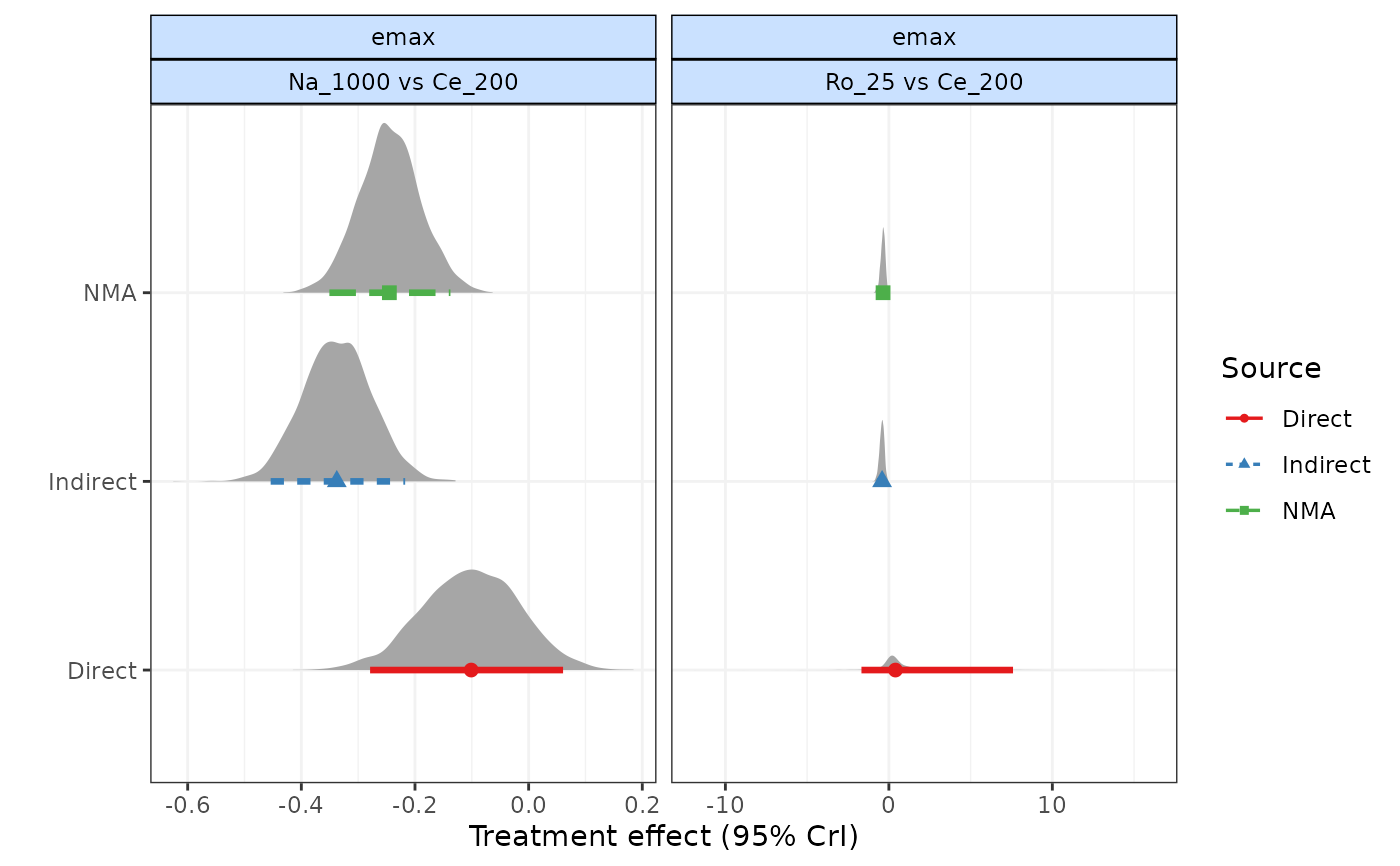 emax
emax
Na_1000 vs Ce_200
Ro_25 vs Ce_200
NMA
Indirect
Direct
-0.6
-0.4
-0.2
0.0
0.2
-10
0
10
Treatment effect (95% CrI)
Source
Direct
Indirect
NMA